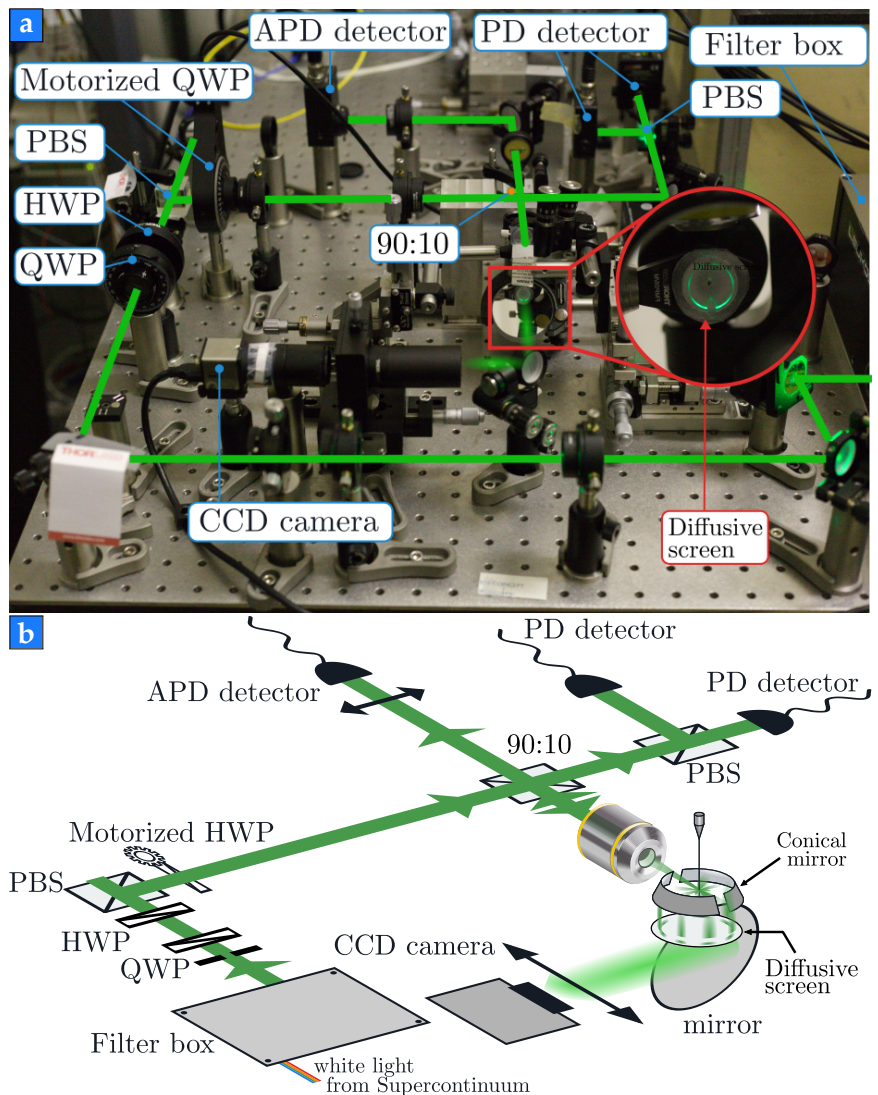 a
APD detector
PD detector
Filter box
Motorized QWP
PBS
PBS
HWP
QWP
90:10
Diffusive screen
THORLABS
CCD camera
Diffusive
screen
b
PD detector
APD detector
PD detector
90:10
PBS
Motorized HWP
Conical
mirror
PBS
HWP
CCD camera
QWP
Diffusive
screen
mirror
Filter box
white light
from Supercontinuum